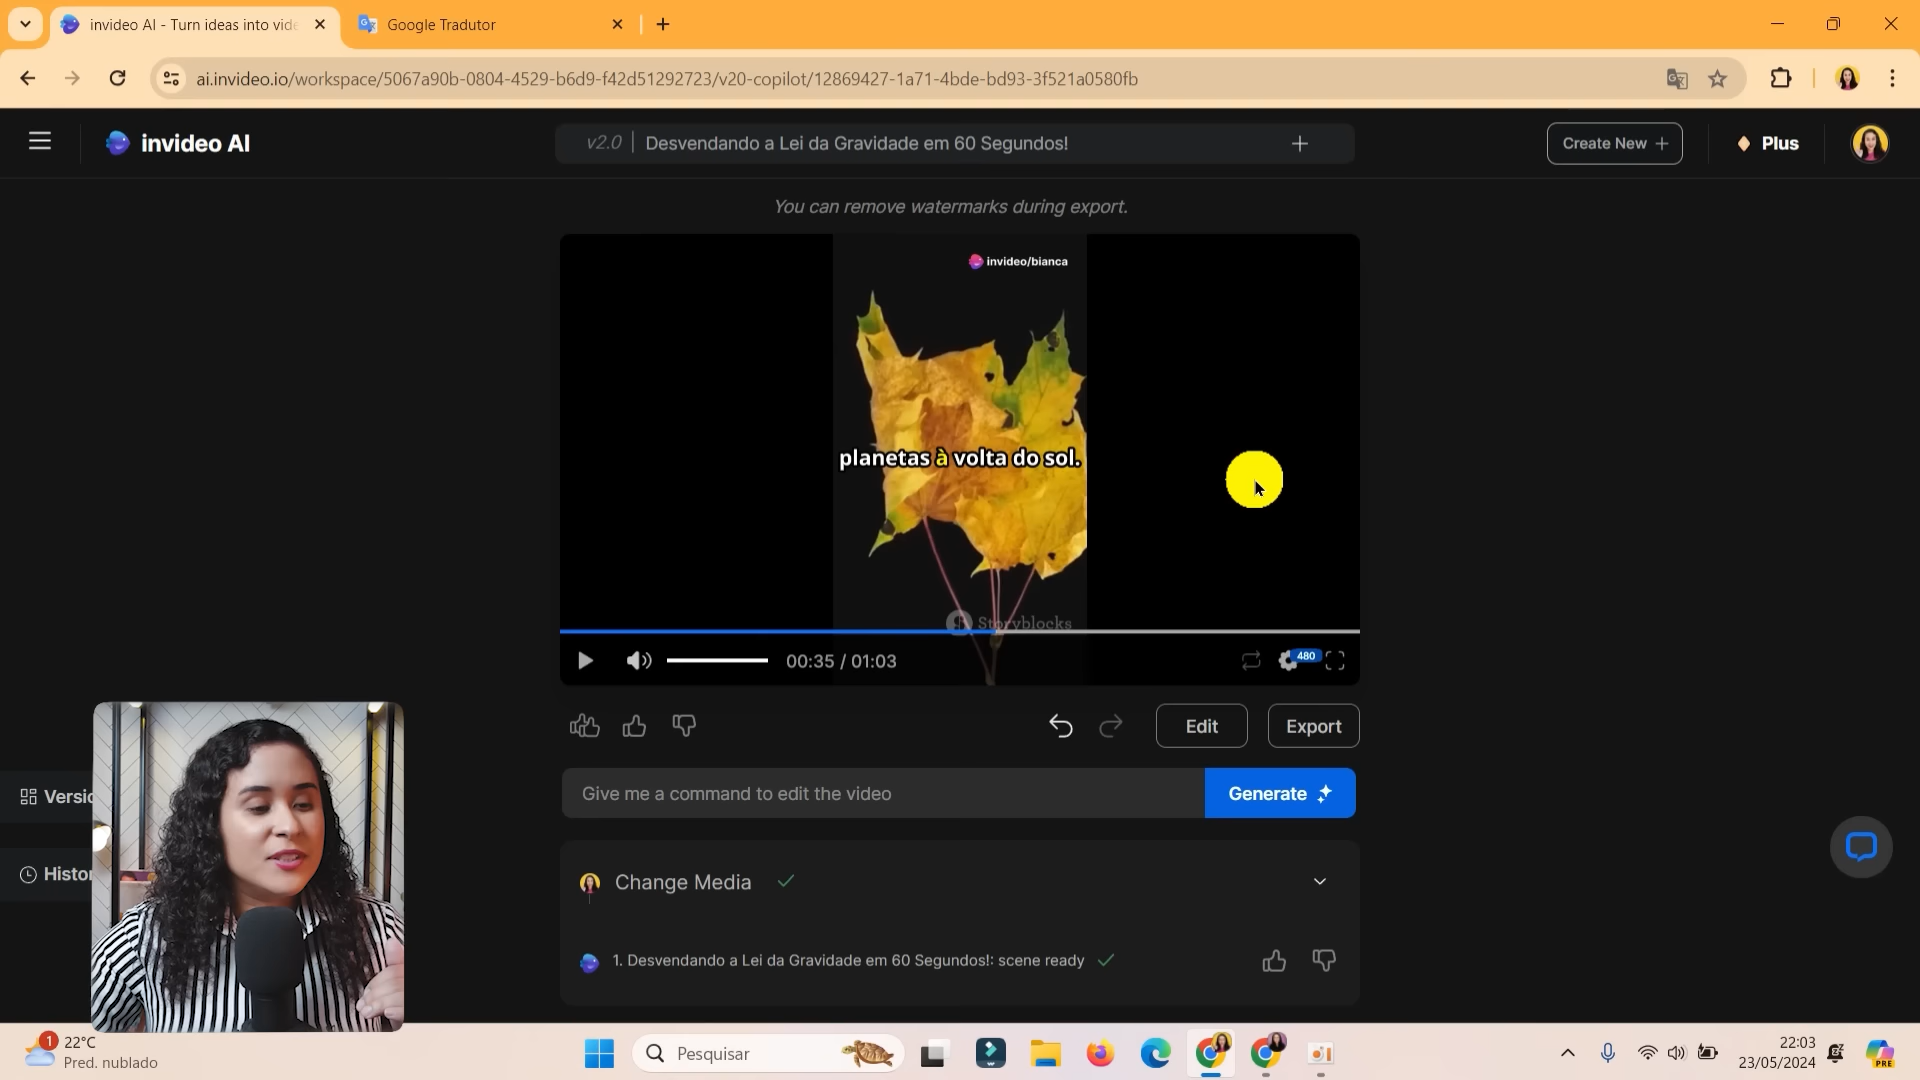 invideo AI - Turn ideas into vide
Google Tradutor
ai.invideo.io/workspace/5067a90b-0804-4529-b6d9-f42d51292723/v20-copilot/12869427-1a71-4bde-bd93-3f521a0580fb
invideo AI
v2.0 | Desvendando a Lei da Gravidade em 60 Segundos!
Create New
Plus
You can remove watermarks during export.
invideo/bianca
planetas à volta do sol.
Storyblocks
00:35 / 01:03
480
Edit
Export
Give me a command to edit the video
Generate
Versio
Histor
Change Media
1. Desvendando a Lei da Gravidade em 60 Segundos!: scene ready
1
22°C
Pred. nublado
Pesquisar
22:03
23/05/2024
PRE